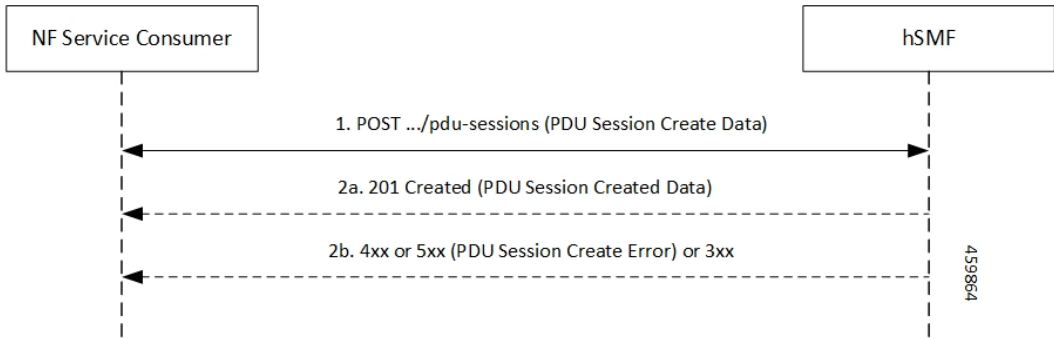 NF Service Consumer
hSMF
1. POST .../pdu-sessions (PDU Session Create Data)
2a. 201 Created (PDU Session Created Data)
2b. 4xx or 5xx (PDU Session Create Error) or 3xx
459864